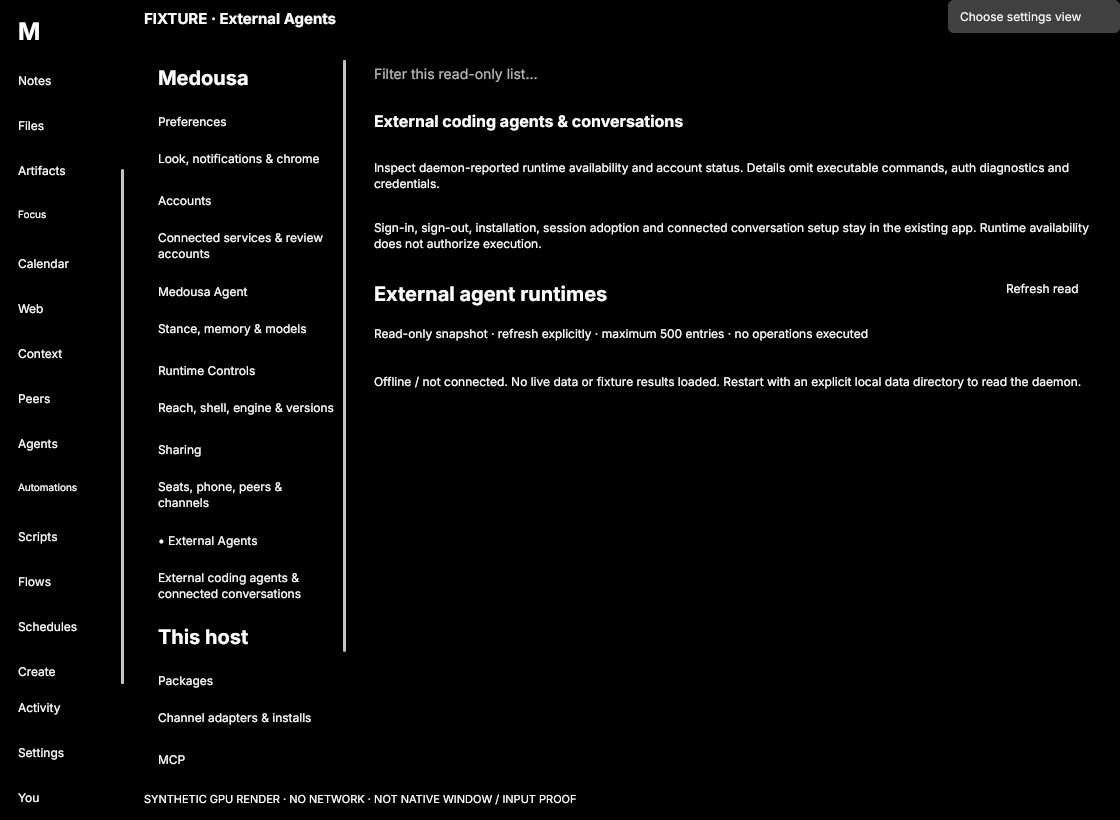 M
FIXTURE · External Agents
Choose settings view
Notes
Files
Artifacts
Focus
Calendar
Web
Context
Peers
Agents
Automations
Scripts
Flows
Schedules
Create
Activity
Settings
You
Medousa
Preferences
Look, notifications & chrome
Accounts
Connected services & review
accounts
Medousa Agent
Stance, memory & models
Runtime Controls
Reach, shell, engine & versions
Sharing
Seats, phone, peers &
channels
• External Agents
External coding agents &
connected conversations
This host
Packages
Channel adapters & installs
MCP
Filter this read-only list...
External coding agents & conversations
Inspect daemon-reported runtime availability and account status. Details omit executable commands, auth diagnostics and
credentials.
Sign-in, sign-out, installation, session adoption and connected conversation setup stay in the existing app. Runtime availability
does not authorize execution.
External agent runtimes
Refresh read
Read-only snapshot · refresh explicitly · maximum 500 entries · no operations executed
Offline / not connected. No live data or fixture results loaded. Restart with an explicit local data directory to read the daemon.
SYNTHETIC GPU RENDER · NO NETWORK · NOT NATIVE WINDOW / INPUT PROOF